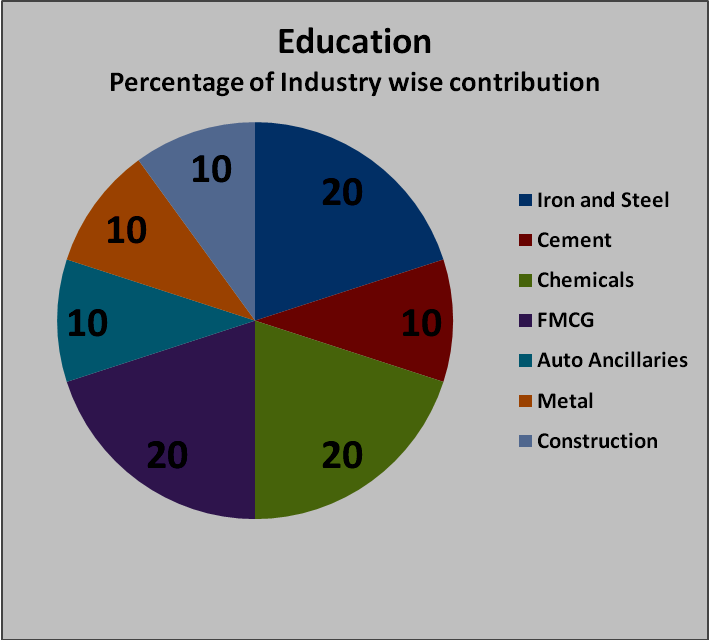 Education
Percentage of Industry wise contribution
10
20
10
10
10
20
20
Iron and Steel
Cement
Chemicals
FMCG
Auto Ancillaries
Metal
Construction